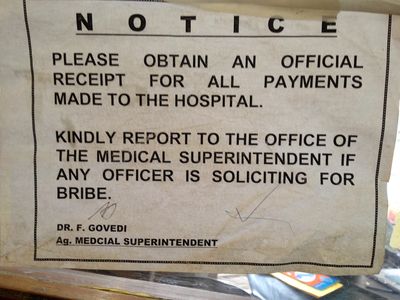 NOTICE
PLEASE OBTAIN AN OFFICIAL
RECEIPT FOR ALL PAYMENTS
MADE TO THE HOSPITAL.
KINDLY REPORT TO THE OFFICE OF
THE MEDICAL SUPERINTENDENT IF
ANY OFFICER IS SOLICITING FOR
BRIBE.
DR. F. GOVEDI
Ag. MEDCIAL SUPERINTENDENT